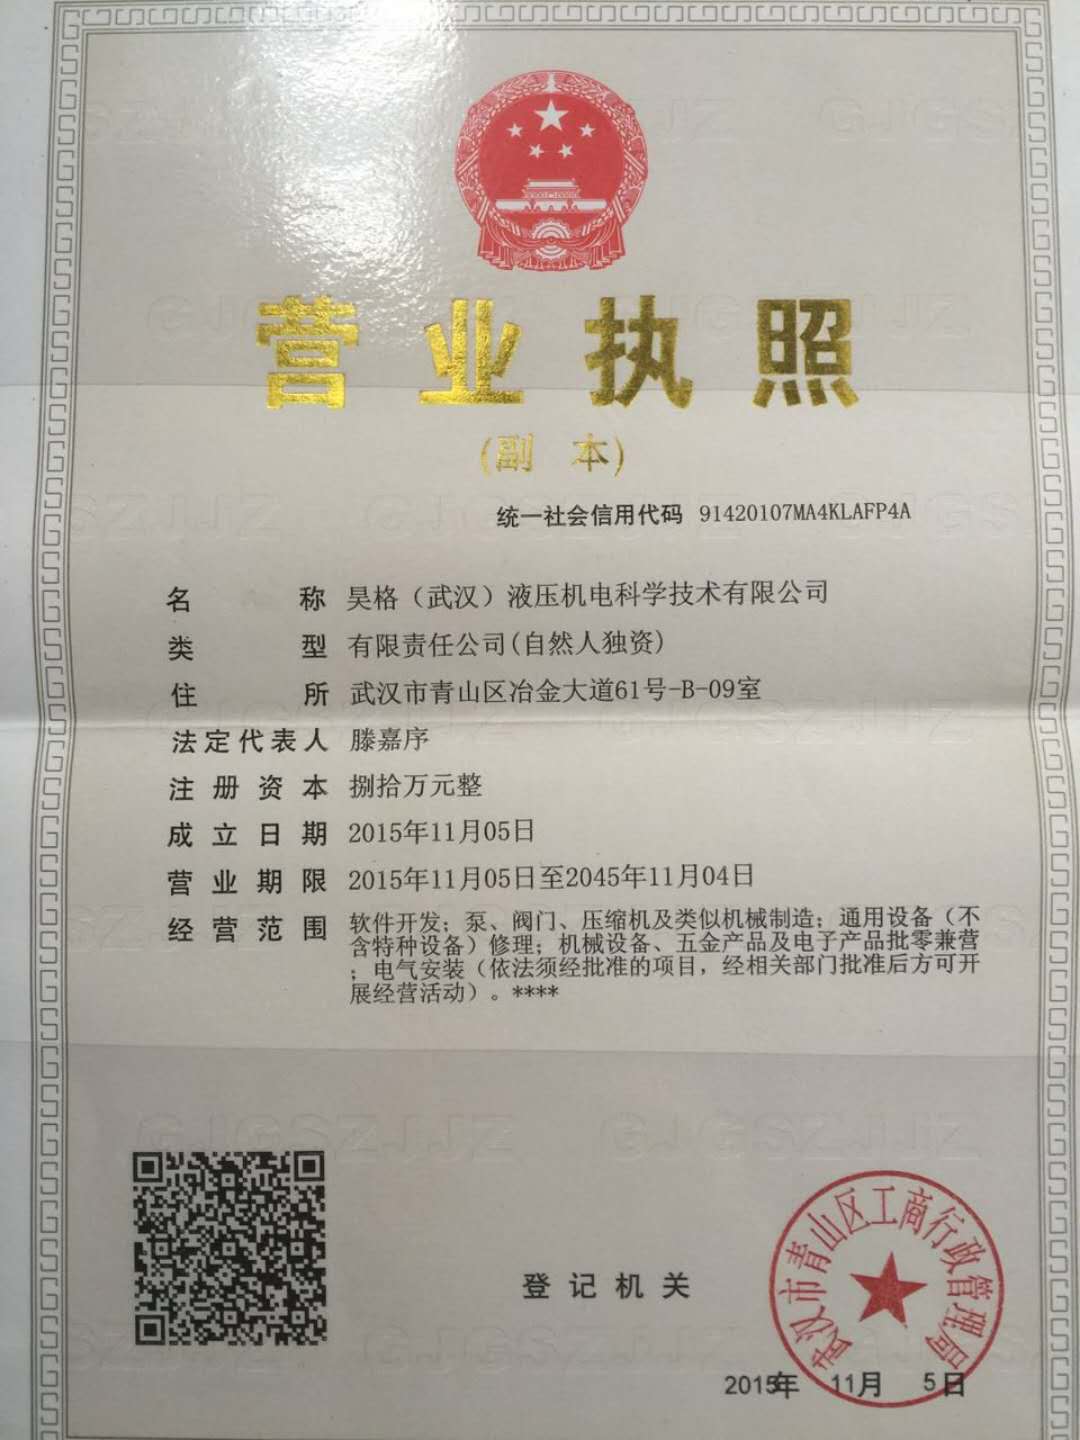 营业执照
(副 本)
统一社会信用代码 91420107MA4KLAFP4A
名称 昊格（武汉）液压机电科学技术有限公司
类型 有限责任公司(自然人独资)
住所 武汉市青山区冶金大道61号-B-09室
法定代表人 滕嘉序
注册资本 捌拾万元整
成立日期 2015年11月05日
营业期限 2015年11月05日至2045年11月04日
经营范围 软件开发；泵、阀门、压缩机及类似机械制造；通用设备（不
含特种设备）修理；机械设备、五金产品及电子产品批零兼营
；电气安装（依法须经批准的项目，经相关部门批准后方可开
展经营活动）。****
登记机关
武汉市青山区工商行政管理局
2015年 11月 5日